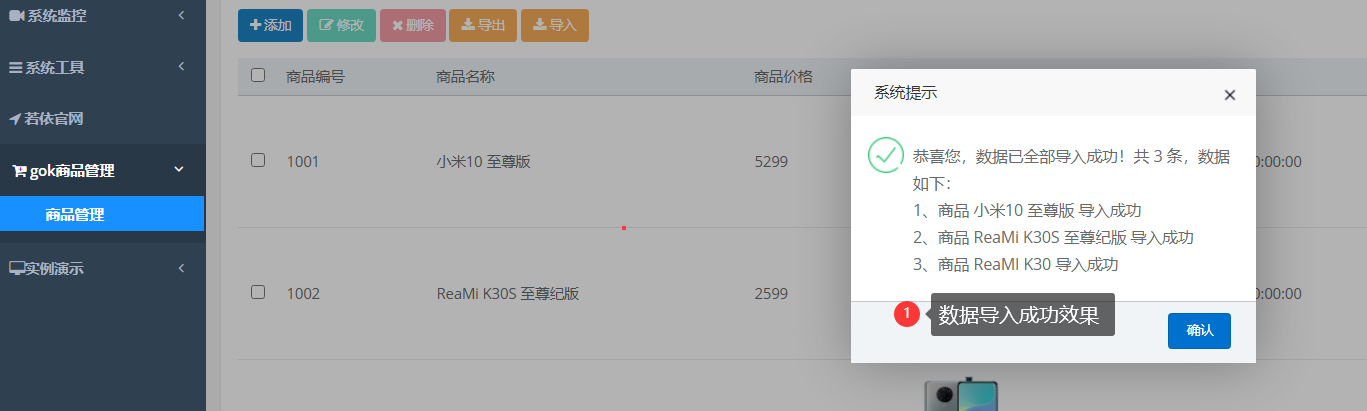 系统监控
系统工具
若依官网
gok商品管理
商品管理
实例演示
添加 修改 删除 导出 导入
商品编号 商品名称 商品价格
1001 小米10 至尊版 5299 0:00:00
1002 ReaMi K30S 至尊纪版 2599 0:00:00
系统提示
恭喜您，数据已全部导入成功！共 3 条，数据
如下：
1、商品 小米10 至尊版 导入成功
2、商品 ReaMi K30S 至尊纪版 导入成功
3、商品 ReaMI K30 导入成功
1 数据导入成功效果
确认